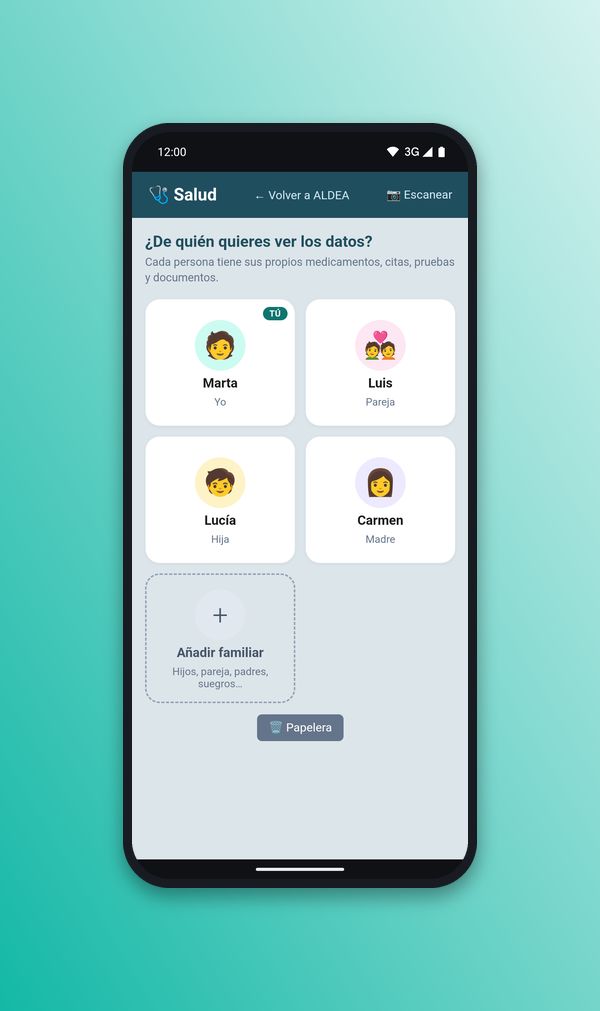 12:00
3G
Salud
← Volver a ALDEA
Escanear
¿De quién quieres ver los datos?
Cada persona tiene sus propios medicamentos, citas, pruebas
y documentos.
TÚ
Marta
Yo
Luis
Pareja
Lucía
Hija
Carmen
Madre
+
Añadir familiar
Hijos, pareja, padres,
suegros…
Papelera